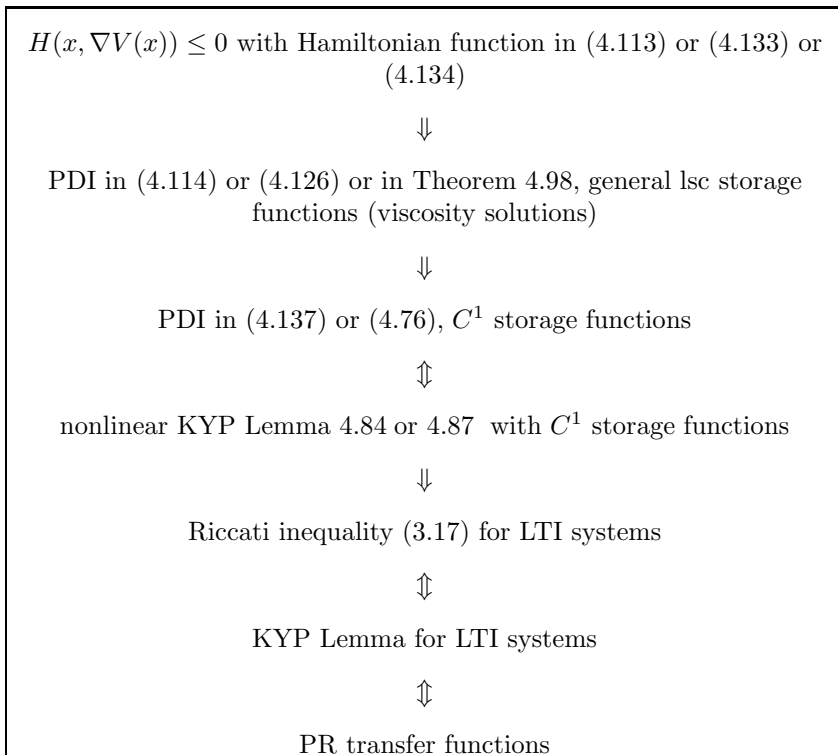 H(x, ∇V(x)) ≤ 0 with Hamiltonian function in (4.113) or (4.133) or
(4.134)
⇓
PDI in (4.114) or (4.126) or in Theorem 4.98, general lsc storage
functions (viscosity solutions)
⇓
PDI in (4.137) or (4.76), C¹ storage functions
⇕
nonlinear KYP Lemma 4.84 or 4.87 with C¹ storage functions
⇓
Riccati inequality (3.17) for LTI systems
⇕
KYP Lemma for LTI systems
⇕
PR transfer functions